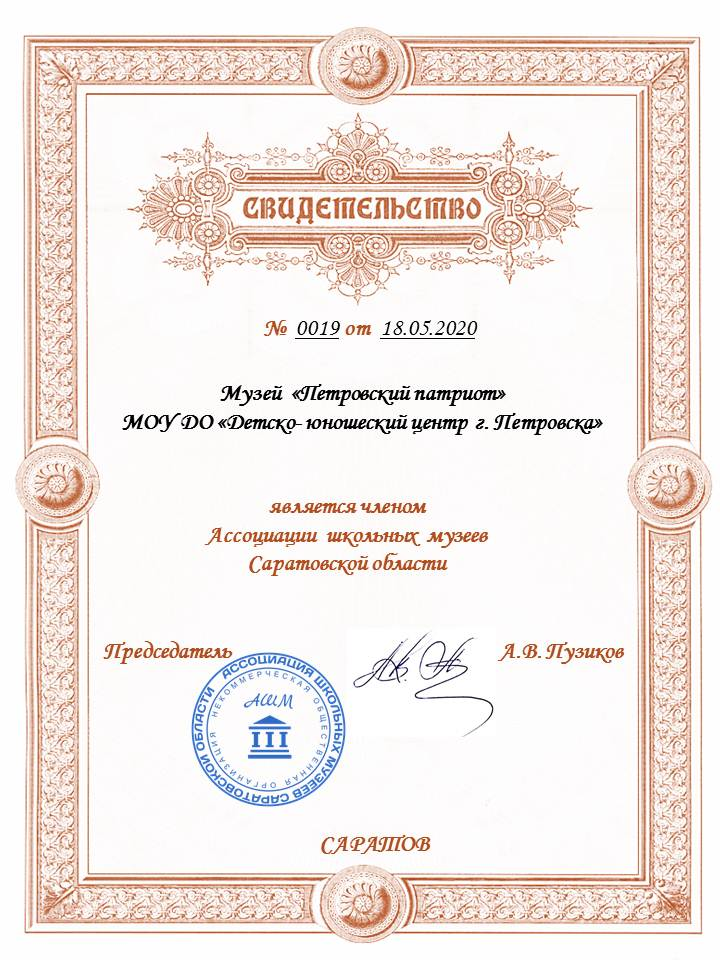 СВИДЕТЕЛЬСТВО
№ 0019 от 18.05.2020
Музей «Петровский патриот»
МОУ ДО «Детско- юношеский центр г. Петровска»
является членом
Ассоциации школьных музеев
Саратовской области
Председатель
А.В. Пузиков
АССОЦИАЦИЯ ШКОЛЬНЫХ МУЗЕЕВ САРАТОВСКОЙ ОБЛАСТИ
НЕКОММЕРЧЕСКАЯ ОБЩЕСТВЕННАЯ ОРГАНИЗАЦИЯ
АШМ
САРАТОВ